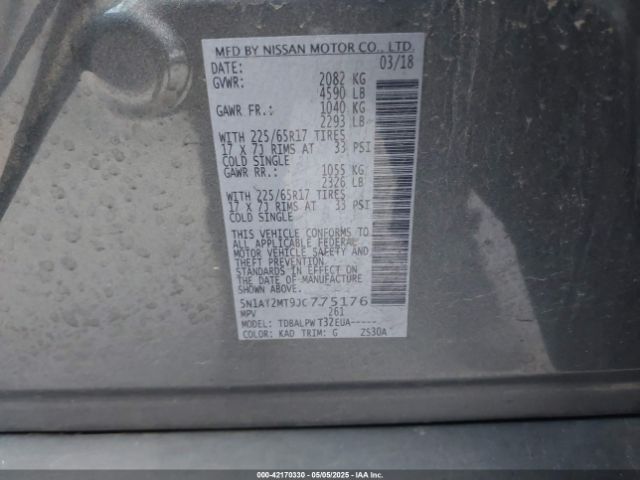 MFD BY NISSAN MOTOR CO., LTD.
DATE: 03/18
GVWR: 2082 KG
4590 LB
GAWR FR.: 1040 KG
2293 LB
WITH 225/65R17 TIRES
17 X 7J RIMS AT 33 PSI
COLD SINGLE
GAWR RR.: 1055 KG
2326 LB
WITH 225/65R17 TIRES
17 X 7J RIMS AT 33 PSI
COLD SINGLE
THIS VEHICLE CONFORMS TO
ALL APPLICABLE FEDERAL
MOTOR VEHICLE SAFETY AND
THEFT PREVENTION
STANDARDS IN EFFECT ON
THE DATE OF MANUFACTURE
SHOWN ABOVE.
5N1AT2MT9JC775176
MPV 261
MODEL: TDBALPW T32EUA-----
COLOR: KAD TRIM: G ZS30A
000-42170330 - 05/05/2025 - IAAI.COM